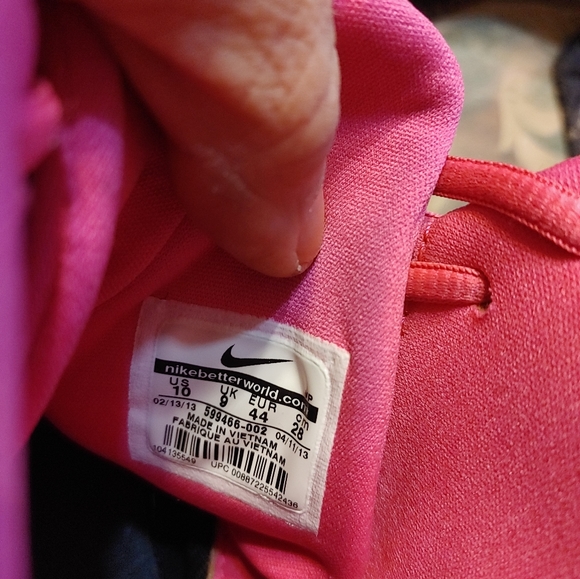 nikebetterworld.com
US UK EUR cm
10 9 44 28
02/13/13 599466-002 04/11/13
MADE IN VIETNAM
FABRIQUE AU VIETNAM
104135649 UPC 00887225542436